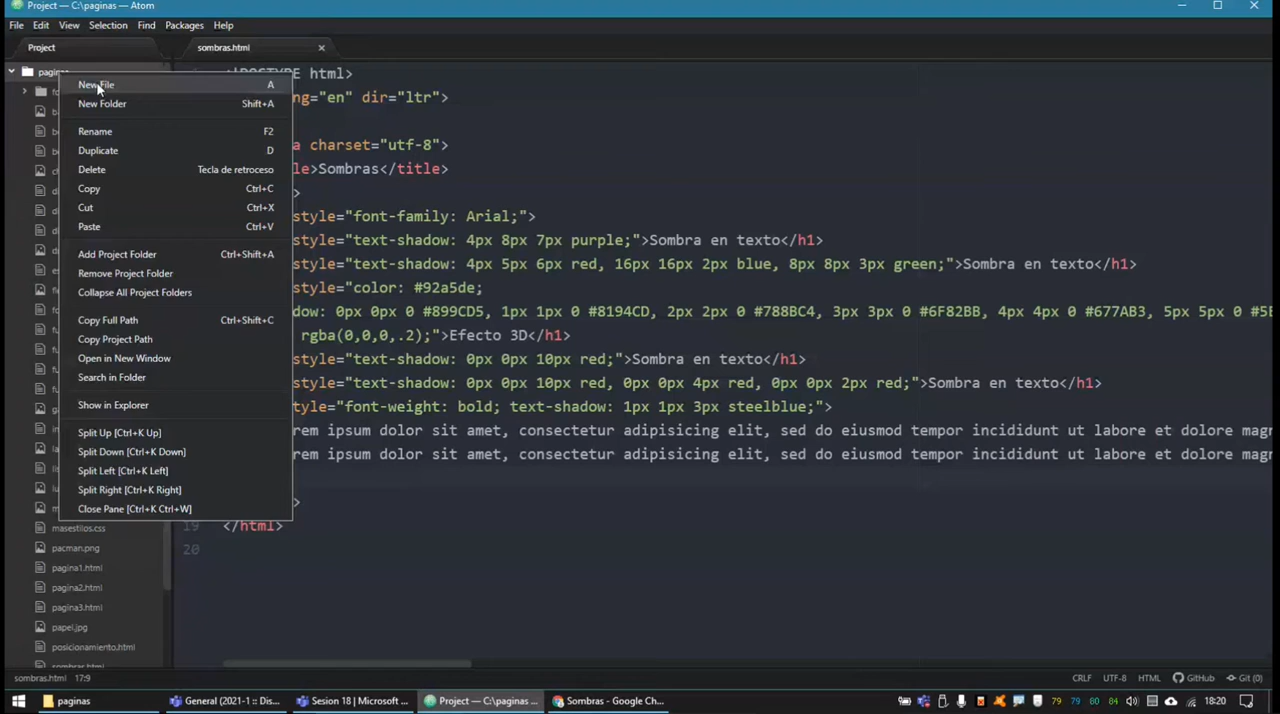 Project — C:\paginas — Atom
File Edit View Selection Find Packages Help
Project
sombras.html
paginas
New File A
New Folder Shift+A
Rename F2
Duplicate D
Delete Tecla de retroceso
Copy Ctrl+C
Cut Ctrl+X
Paste Ctrl+V
Add Project Folder Ctrl+Shift+A
Remove Project Folder
Collapse All Project Folders
Copy Full Path Ctrl+Shift+C
Copy Project Path
Open in New Window
Search in Folder
Show in Explorer
Split Up [Ctrl+K Up]
Split Down [Ctrl+K Down]
Split Left [Ctrl+K Left]
Split Right [Ctrl+K Right]
Close Pane [Ctrl+K Ctrl+W]
masestilos.css
pacman.png
pagina1.html
pagina2.html
pagina3.html
papel.jpg
posicionamiento.html
sombras.html
<!DOCTYPE html>
ng="en" dir="ltr">
a charset="utf-8">
le>Sombras</title>
>
style="font-family: Arial;">
style="text-shadow: 4px 8px 7px purple;">Sombra en texto</h1>
style="text-shadow: 4px 5px 6px red, 16px 16px 2px blue, 8px 8px 3px green;">Sombra en texto</h1>
style="color: #92a5de;
dow: 0px 0px 0 #899CD5, 1px 1px 0 #8194CD, 2px 2px 0 #788BC4, 3px 3px 0 #6F82BB, 4px 4px 0 #677AB3, 5px 5px 0 #5E
rgba(0,0,0,.2);">Efecto 3D</h1>
style="text-shadow: 0px 0px 10px red;">Sombra en texto</h1>
style="text-shadow: 0px 0px 10px red, 0px 0px 4px red, 0px 0px 2px red;">Sombra en texto</h1>
style="font-weight: bold; text-shadow: 1px 1px 3px steelblue;">
rem ipsum dolor sit amet, consectetur adipisicing elit, sed do eiusmod tempor incididunt ut labore et dolore magn
rem ipsum dolor sit amet, consectetur adipisicing elit, sed do eiusmod tempor incididunt ut labore et dolore magn
>
19 </html>
20
sombras.html 17:9
CRLF UTF-8 HTML GitHub Git (0)
paginas
General (2021-1 :: Dis...
Sesion 18 | Microsoft ...
Project — C:\paginas ...
Sombras - Google Ch...
79 79 80 84 18:20